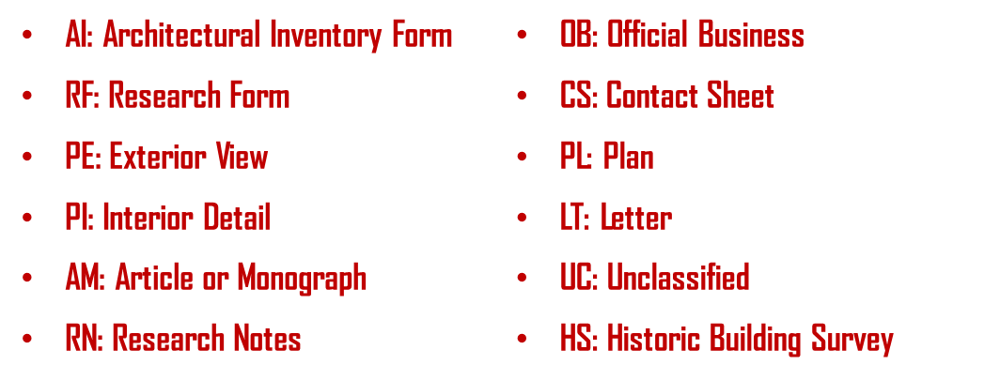 • AI: Architectural Inventory Form
• RF: Research Form
• PE: Exterior View
• PI: Interior Detail
• AM: Article or Monograph
• RN: Research Notes
• OB: Official Business
• CS: Contact Sheet
• PL: Plan
• LT: Letter
• UC: Unclassified
• HS: Historic Building Survey